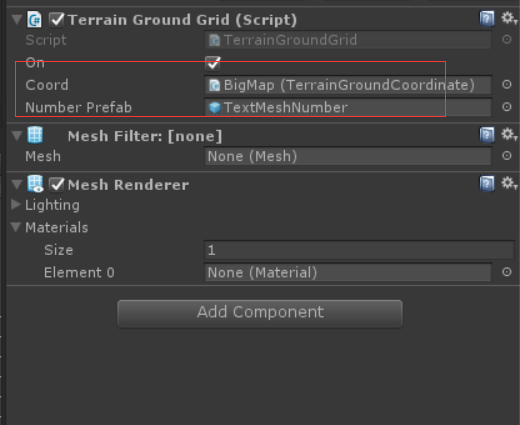 Terrain Ground Grid (Script)
Script TerrainGroundGrid
On
Coord BigMap (TerrainGroundCoordinate)
Number Prefab TextMeshNumber
Mesh Filter: [none]
Mesh None (Mesh)
Mesh Renderer
Lighting
Materials
Size 1
Element 0 None (Material)
Add Component